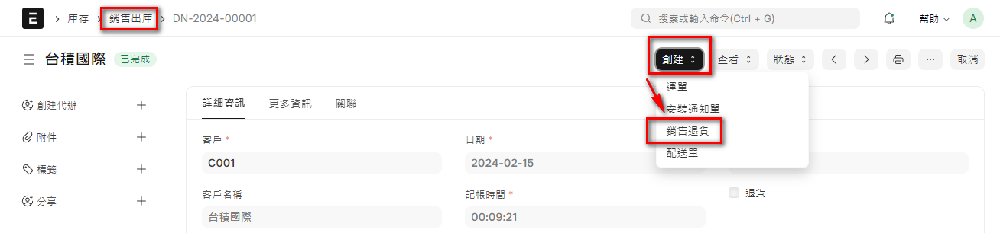 E 庫存 銷售出庫 DN-2024-00001 搜索或輸入命令(Ctrl + G) 幫助 A
台積國際 已完成 創建 查看 狀態 ... 取消
運單
安裝通知單
銷售退貨
配送單
創建代辦
附件
標籤
分享
詳細資訊 更多資訊 關聯
客戶 * 日期 *
C001 2024-02-15
客戶名稱 記帳時間 * 退貨
台積國際 00:09:21